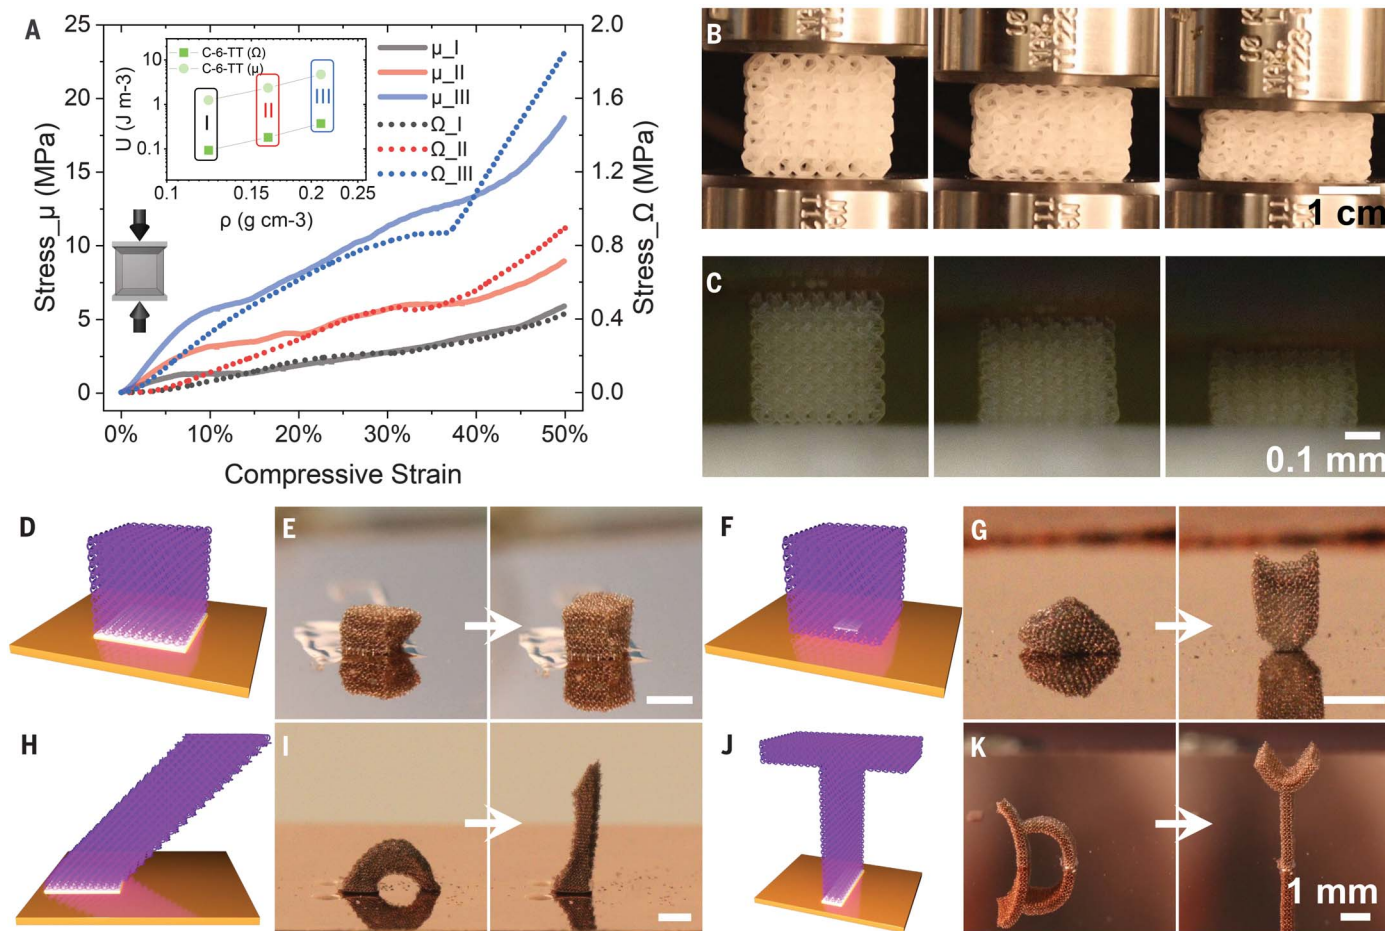 A
25
20
15
10
5
0
Stress_μ (MPa)
2.0
1.6
1.2
0.8
0.4
0.0
Stress_Ω (MPa)
0%
10%
20%
30%
40%
50%
Compressive Strain
C-6-TT (Ω)
C-6-TT (μ)
10
1
0.1
U (J m-3)
I
II
III
0.1
0.2
0.25
ρ (g cm-3)
μ_I
μ_II
μ_III
Ω_I
Ω_II
Ω_III
B
1 cm
C
0.1 mm
D
E
F
G
H
I
J
K
1 mm